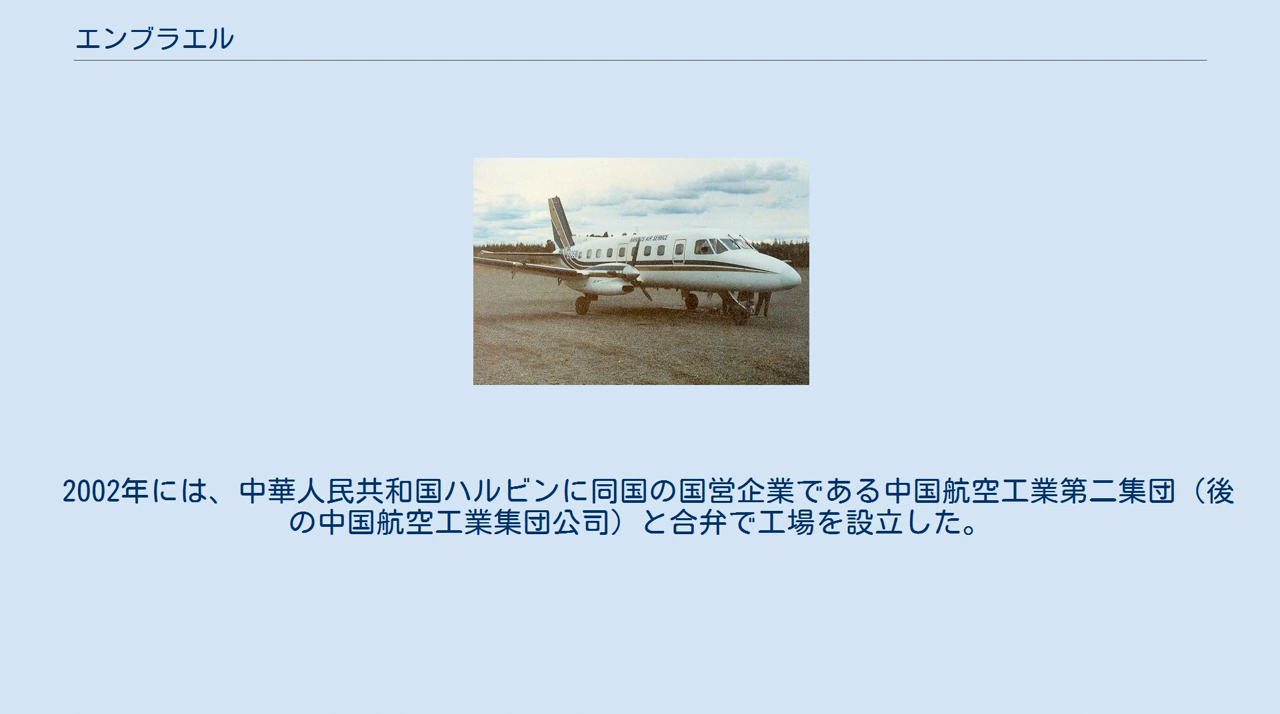 エンブラエル
AIR SERVICE
2002年には、中華人民共和国ハルビンに同国の国営企業である中国航空工業第二集団（後
の中国航空工業集団公司）と合弁で工場を設立した。